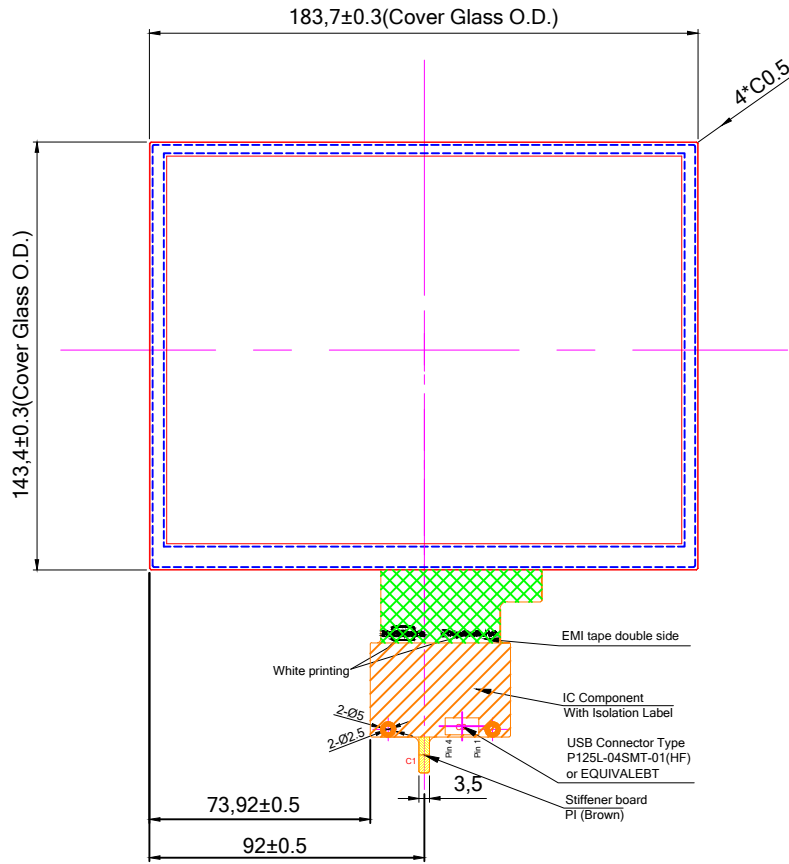 183,7±0.3(Cover Glass O.D.)
4*C0.5
143,4±0.3(Cover Glass O.D.)
EMI tape double side
White printing
IC Component
With Isolation Label
2-Ø5
2-Ø2.5
Pin 4
Pin 1
USB Connector Type
P125L-04SMT-01(HF)
or EQUIVALEBT
C1
3,5
Stiffener board
PI (Brown)
73,92±0.5
92±0.5